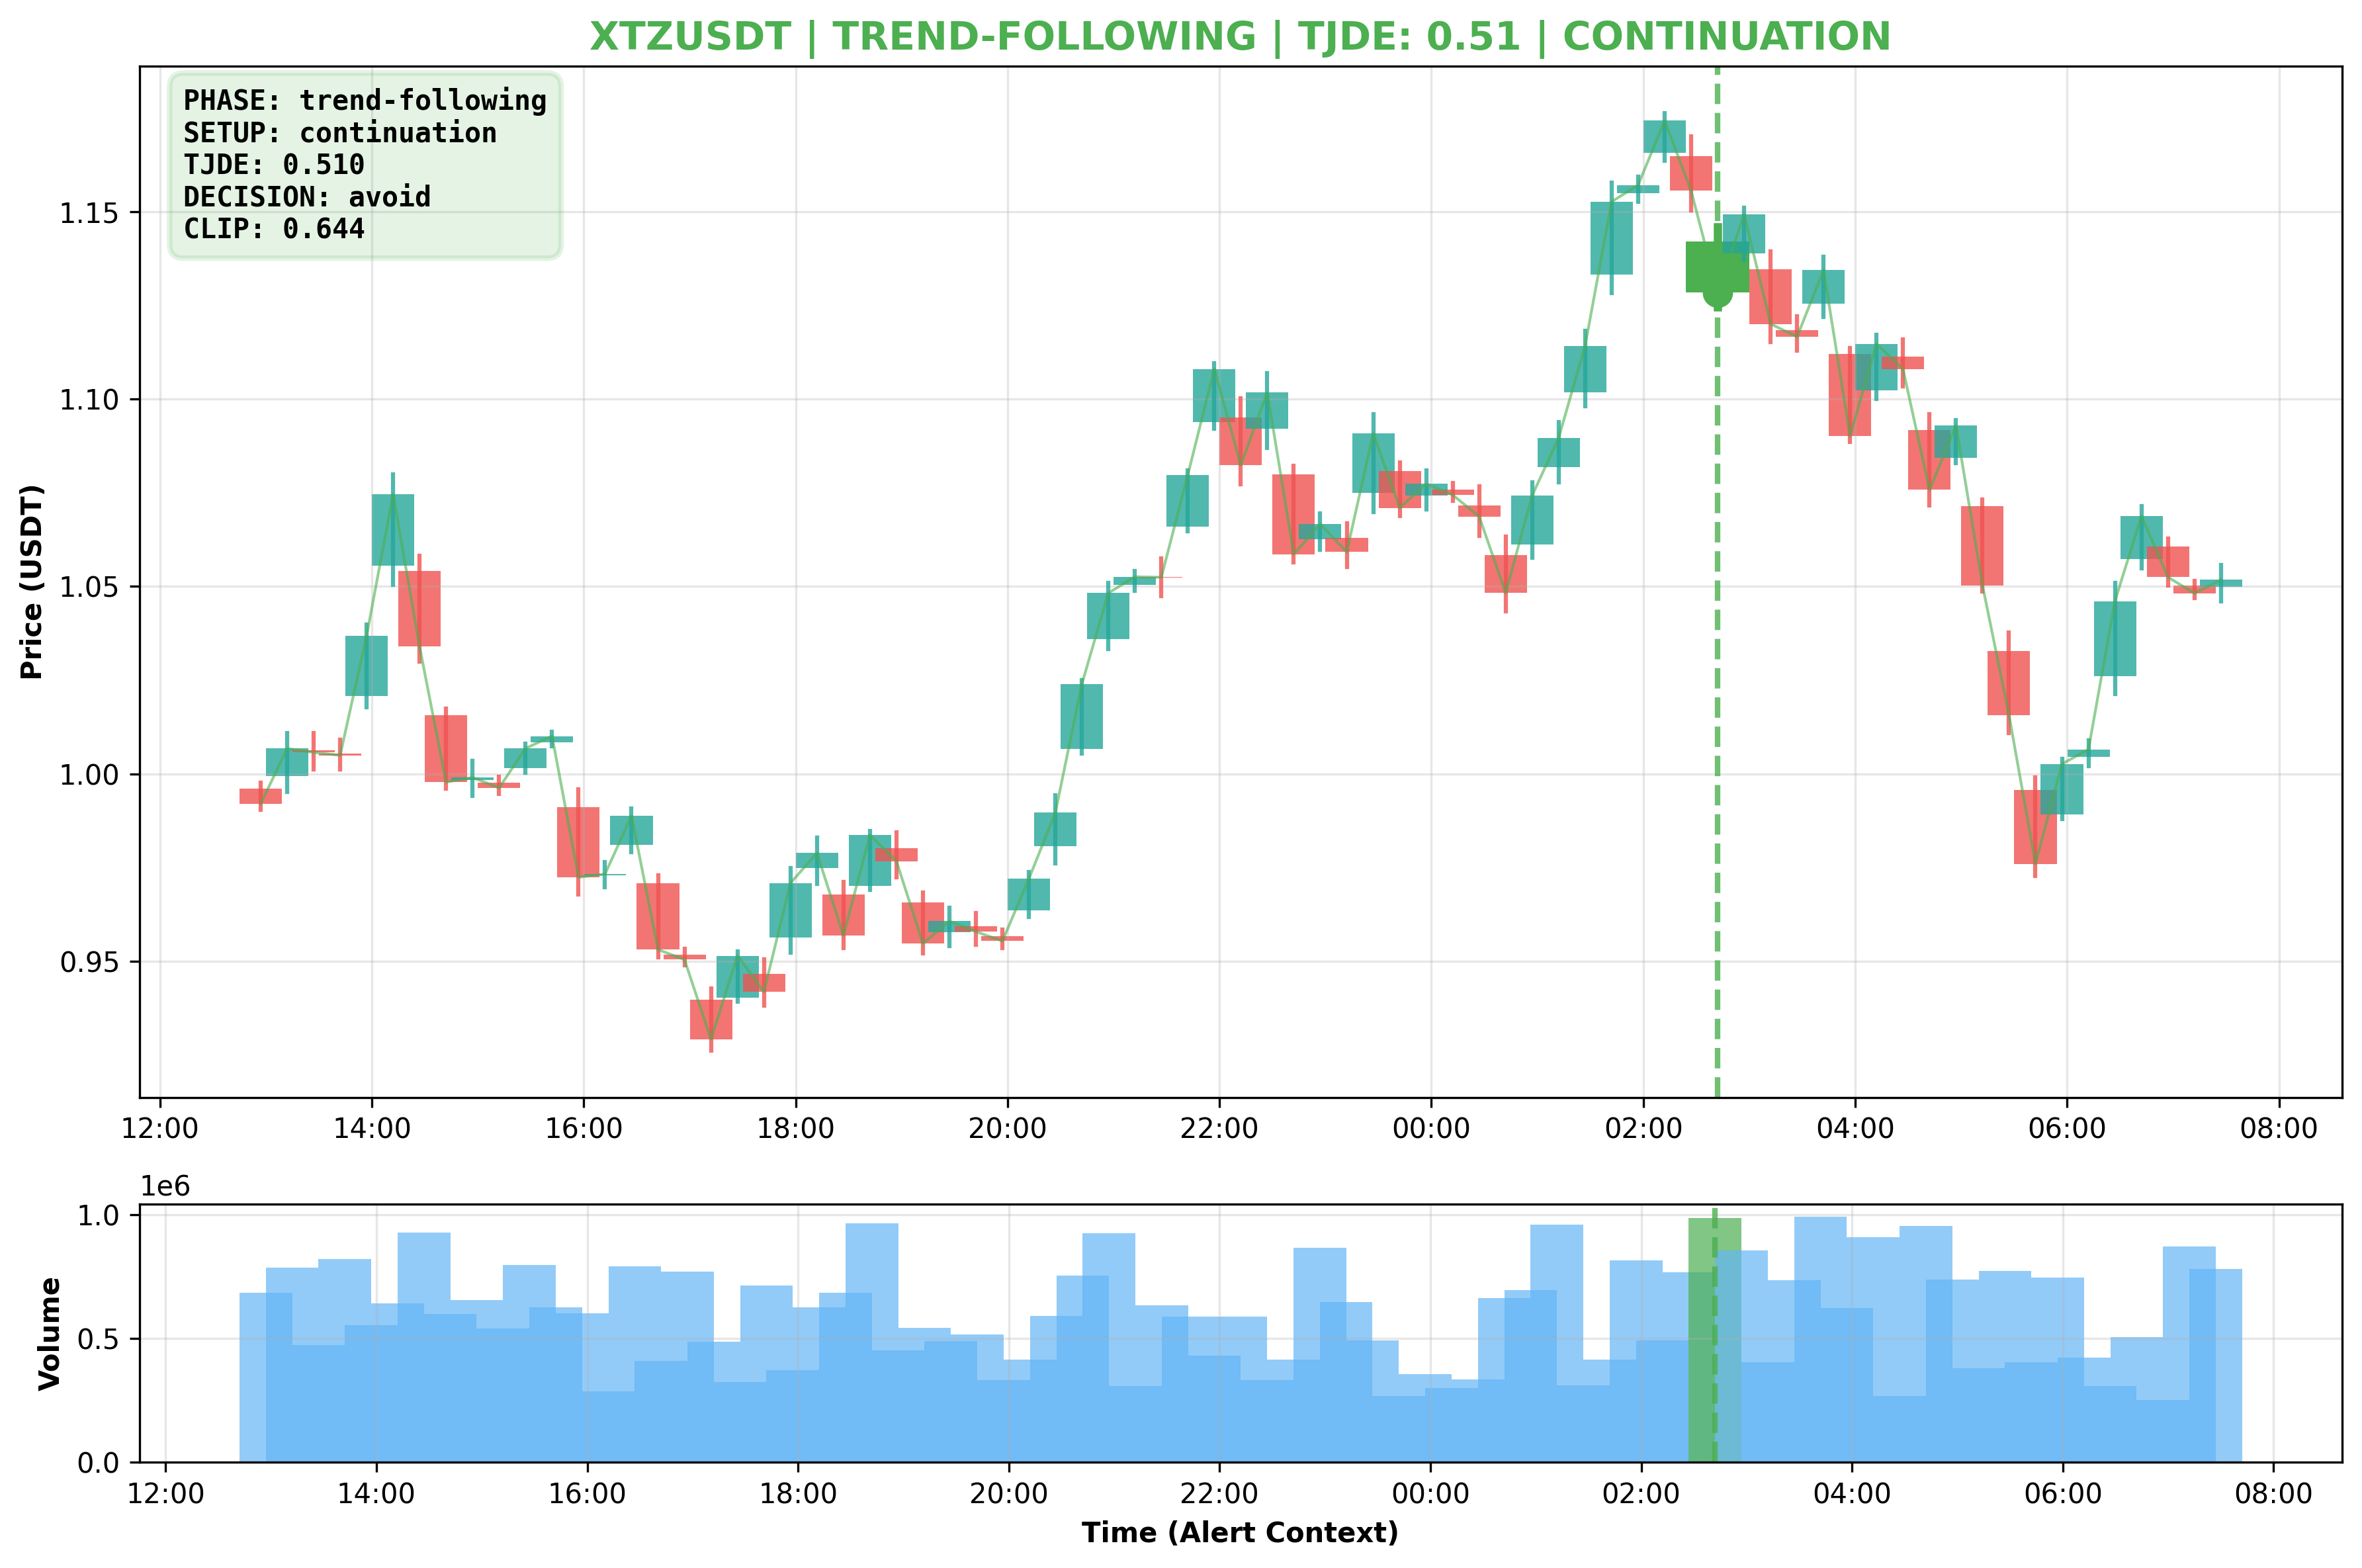 XTZUSDT | TREND-FOLLOWING | TJDE: 0.51 | CONTINUATION
PHASE: trend-following
SETUP: continuation
TJDE: 0.510
DECISION: avoid
CLIP: 0.644
Price (USDT)
1.15
1.10
1.05
1.00
0.95
12:00 14:00 16:00 18:00 20:00 22:00 00:00 02:00 04:00 06:00 08:00
1e6
Volume
1.0
0.5
0.0
12:00 14:00 16:00 18:00 20:00 22:00 00:00 02:00 04:00 06:00 08:00
Time (Alert Context)